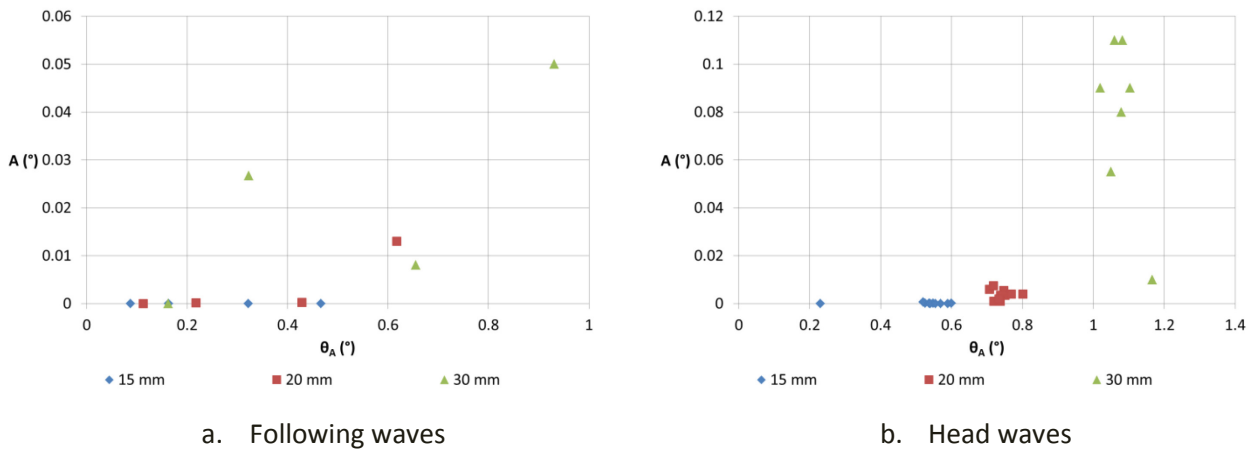 0.06
0.05
0.04
0.03
A (°)
0.02
0.01
0
0 0.2 0.4 0.6 0.8 1
θA (°)
15 mm 20 mm 30 mm
a. Following waves
0.12
0.1
0.08
A (°)
0.06
0.04
0.02
0
0 0.2 0.4 0.6 0.8 1 1.2 1.4
θA (°)
15 mm 20 mm 30 mm
b. Head waves